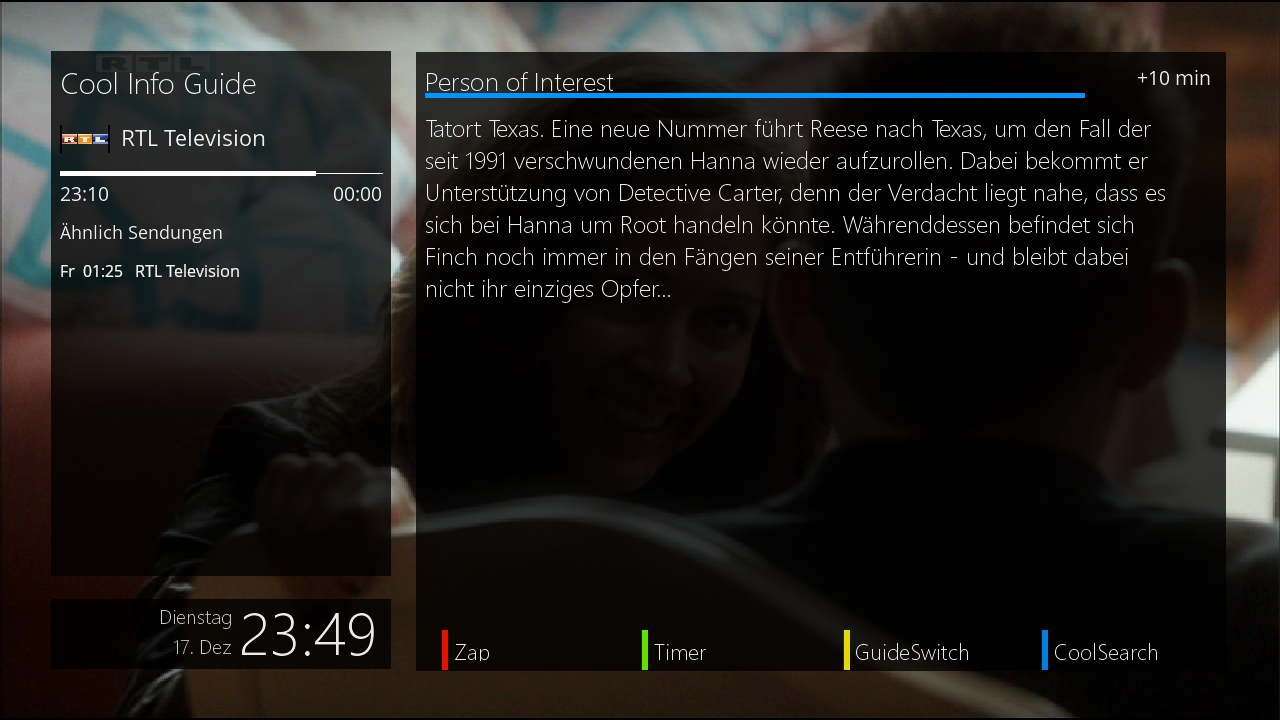 RTL
Cool Info Guide
RTL RTL Television
23:10 00:00
Ähnlich Sendungen
Fr 01:25 RTL Television
Dienstag
17. Dez
23:49
Person of Interest
+10 min
Tatort Texas. Eine neue Nummer führt Reese nach Texas, um den Fall der
seit 1991 verschwundenen Hanna wieder aufzurollen. Dabei bekommt er
Unterstützung von Detective Carter, denn der Verdacht liegt nahe, dass es
sich bei Hanna um Root handeln könnte. Währenddessen befindet sich
Finch noch immer in den Fängen seiner Entführerin - und bleibt dabei
nicht ihr einziges Opfer...
Zap Timer GuideSwitch CoolSearch